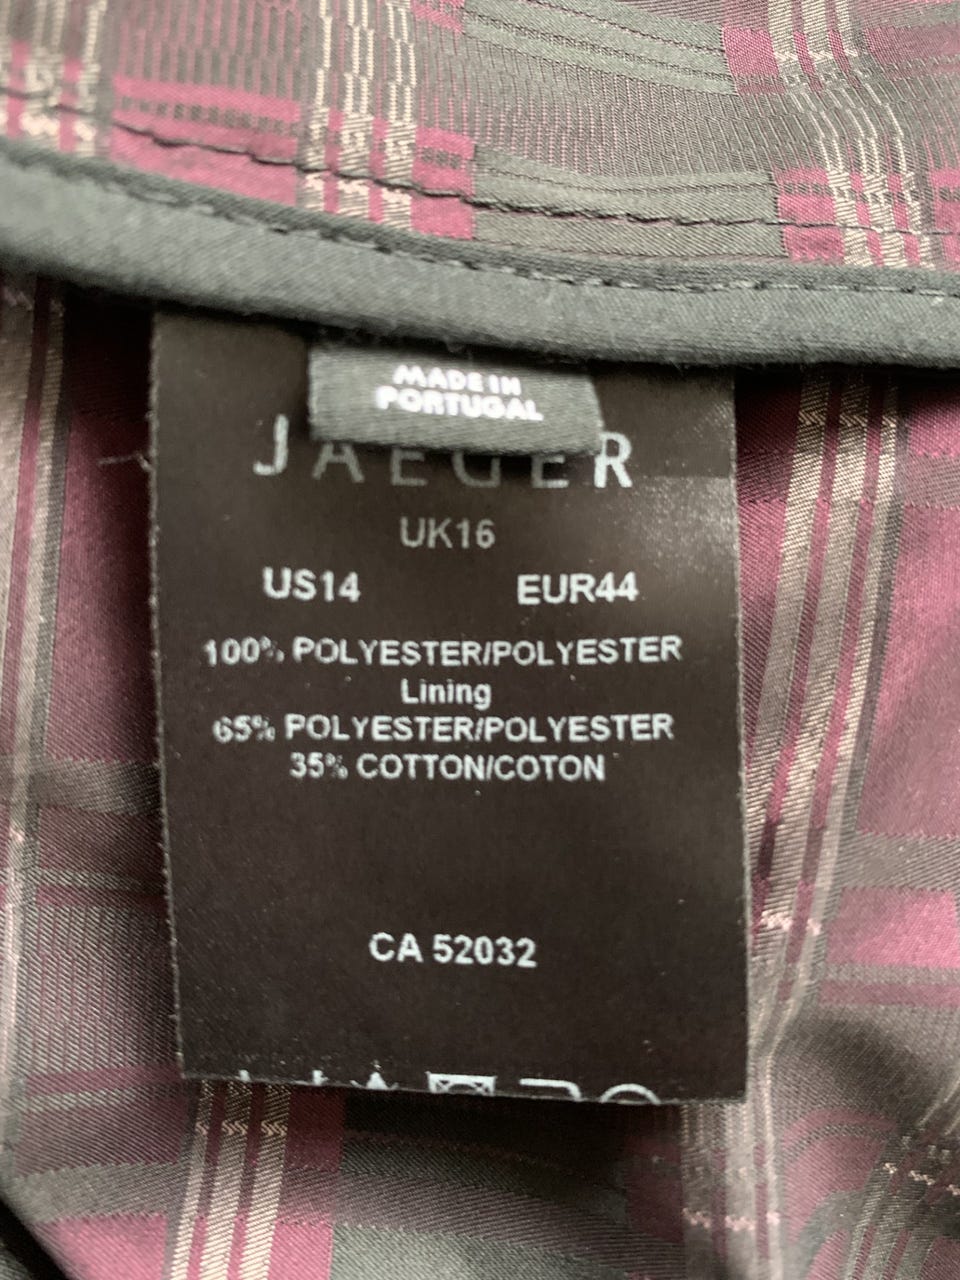 MADE IN
PORTUGAL
JAEGER
UK16
US14 EUR44
100% POLYESTER/POLYESTER
Lining
65% POLYESTER/POLYESTER
35% COTTON/COTON
CA 52032